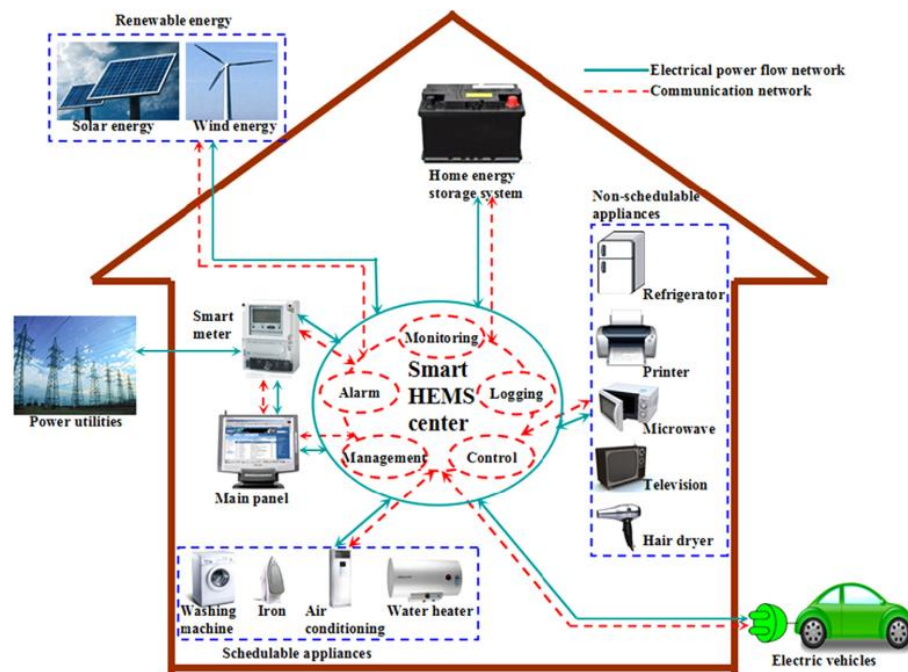 Renewable energy
Solar energy
Wind energy
Electrical power flow network
Communication network
Home energy
storage system
Non-schedulable
appliances
Refrigerator
Printer
Microwave
Television
Hair dryer
Smart
meter
Power utilities
Main panel
Monitoring
Alarm
Smart
HEMS
center
Logging
Management
Control
Washing
machine
Iron
Air
conditioning
Water heater
Schedulable appliances
Electric vehicles